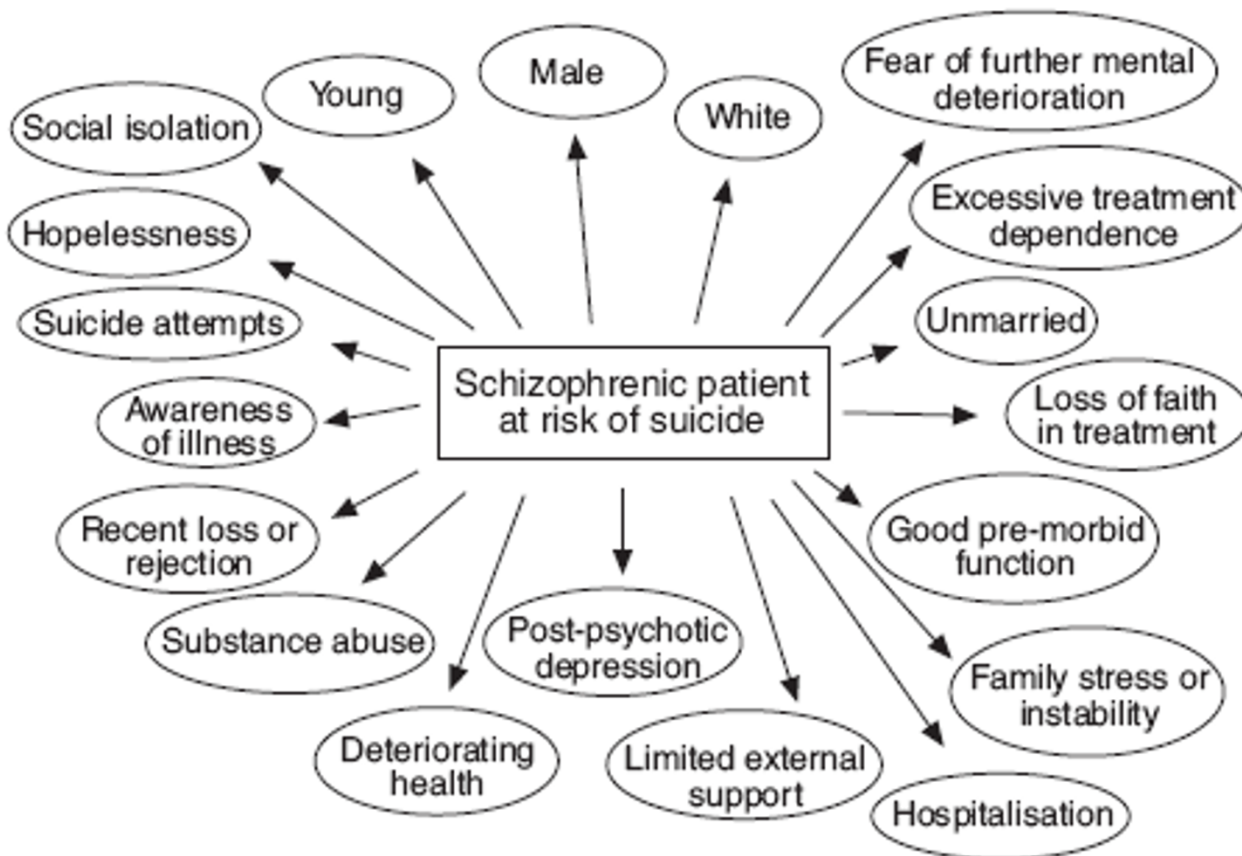 Social isolation
Young
Male
White
Fear of further mental
deterioration
Hopelessness
Excessive treatment
dependence
Suicide attempts
Unmarried
Schizophrenic patient
at risk of suicide
Awareness
of illness
Loss of faith
in treatment
Recent loss or
rejection
Good pre-morbid
function
Substance abuse
Post-psychotic
depression
Family stress or
instability
Deteriorating
health
Limited external
support
Hospitalisation